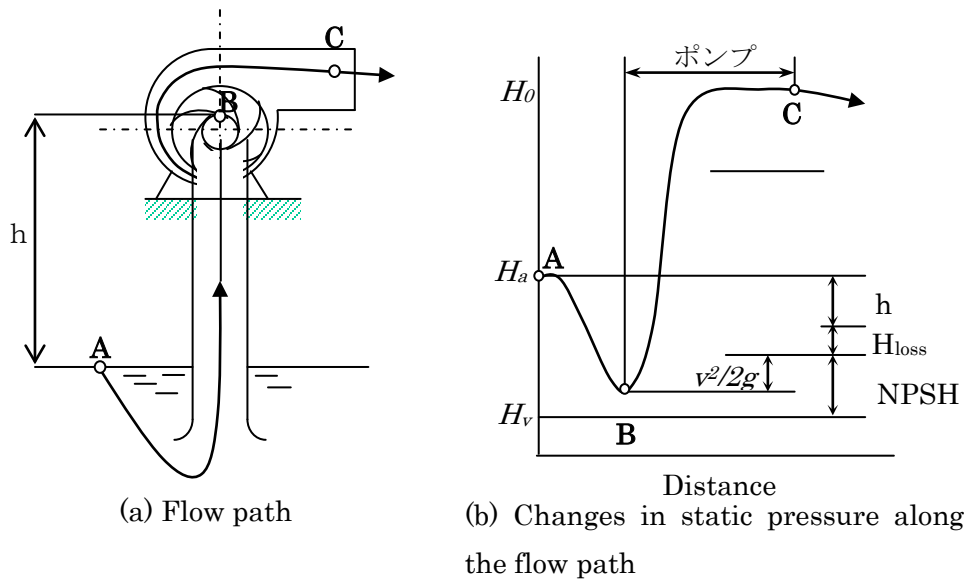 C
B
h
A
(a) Flow path
ポンプ
H0
C
Ha
A
h
Hloss
v²/2g
NPSH
Hv
B
Distance
(b) Changes in static pressure along
the flow path